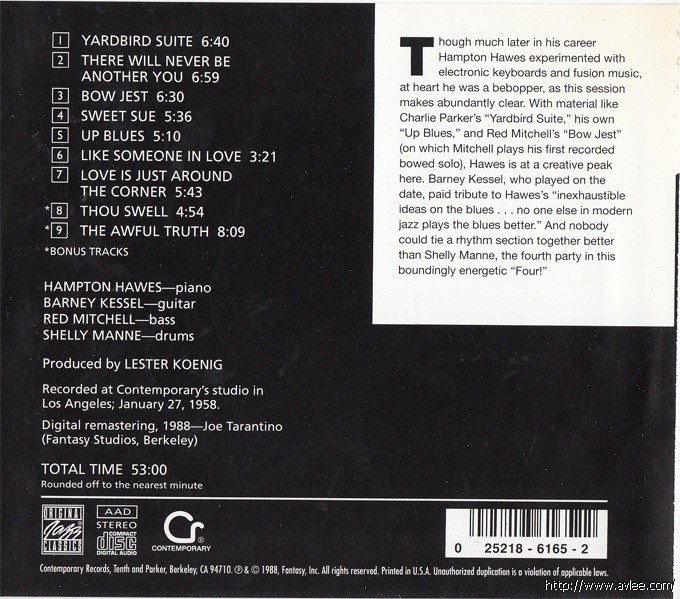 1 YARDBIRD SUITE 6:40
2 THERE WILL NEVER BE
ANOTHER YOU 6:59
3 BOW JEST 6:30
4 SWEET SUE 5:36
5 UP BLUES 5:10
6 LIKE SOMEONE IN LOVE 3:21
7 LOVE IS JUST AROUND
THE CORNER 5:43
*8 THOU SWELL 4:54
*9 THE AWFUL TRUTH 8:09
*BONUS TRACKS
HAMPTON HAWES—piano
BARNEY KESSEL—guitar
RED MITCHELL—bass
SHELLY MANNE—drums
Produced by LESTER KOENIG
Recorded at Contemporary's studio in
Los Angeles; January 27, 1958.
Digital remastering, 1988—Joe Tarantino
(Fantasy Studios, Berkeley)
TOTAL TIME 53:00
Rounded off to the nearest minute
Though much later in his career
Hampton Hawes experimented with
electronic keyboards and fusion music,
at heart he was a bebopper, as this session
makes abundantly clear. With material like
Charlie Parker's "Yardbird Suite," his own
"Up Blues," and Red Mitchell's "Bow Jest"
(on which Mitchell plays his first recorded
bowed solo), Hawes is at a creative peak
here. Barney Kessel, who played on the
date, paid tribute to Hawes's "inexhaustible
ideas on the blues . . . no one else in modern
jazz plays the blues better." And nobody
could tie a rhythm section together better
than Shelly Manne, the fourth party in this
boundingly energetic "Four!"
ORIGINAL
Jazz
CLASSICS
AAD
STEREO
COMPACT
disc
DIGITAL AUDIO
Cr®
CONTEMPORARY
0 25218-6165-2
Contemporary Records, Tenth and Parker, Berkeley, CA 94710. ℗ & © 1988, Fantasy, Inc. All rights reserved. Printed in U.S.A. Unauthorized duplication is a violation of applicable laws.
http://www.avlee.com/